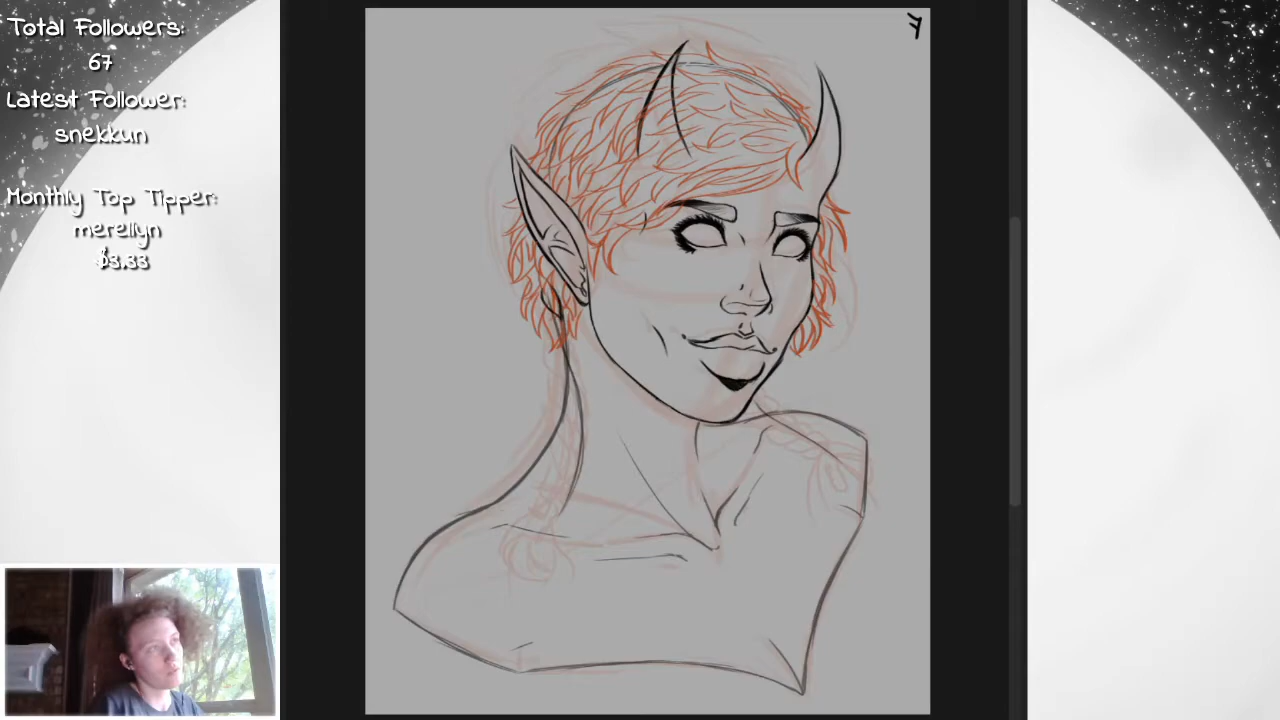 Total Followers:
67
Latest Follower:
snekkun
Monthly Top Tipper:
merellyn
$3.33